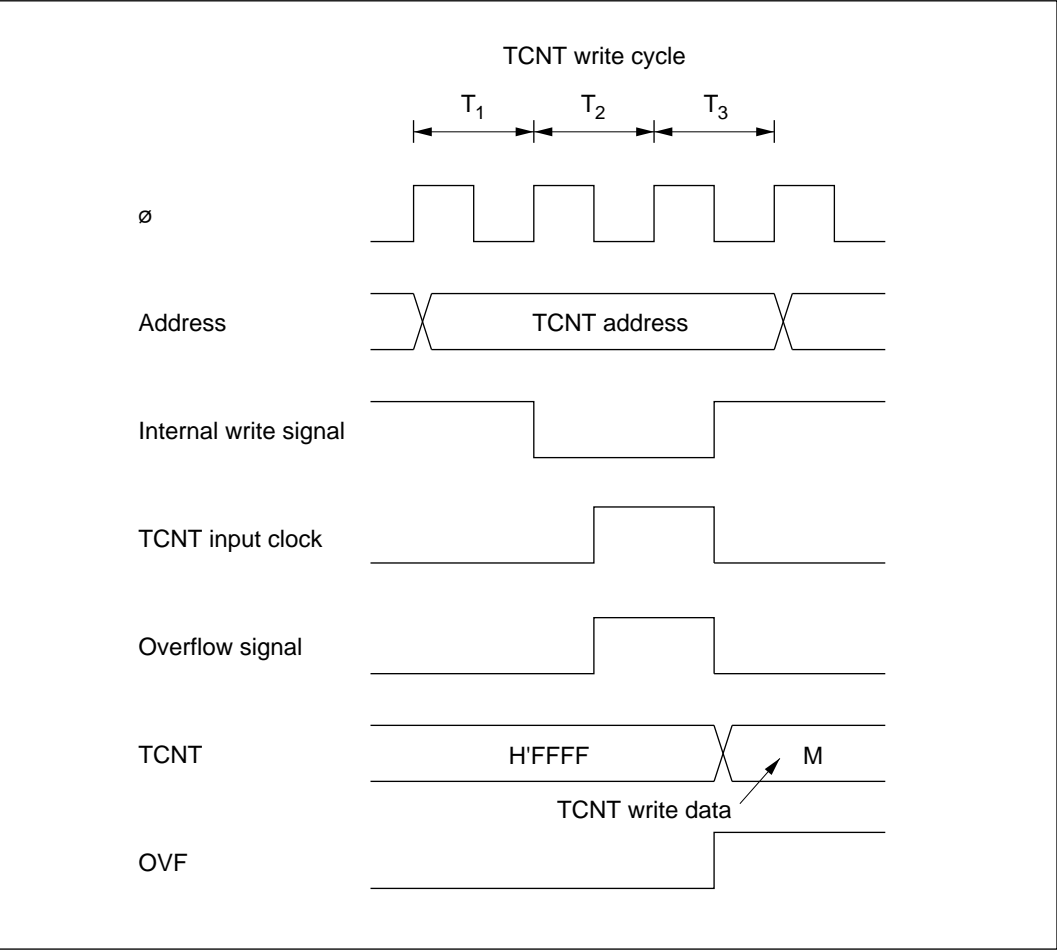 TCNT write cycle
T1 T2 T3
ø
Address TCNT address
Internal write signal
TCNT input clock
Overflow signal
TCNT H'FFFF M
TCNT write data
OVF